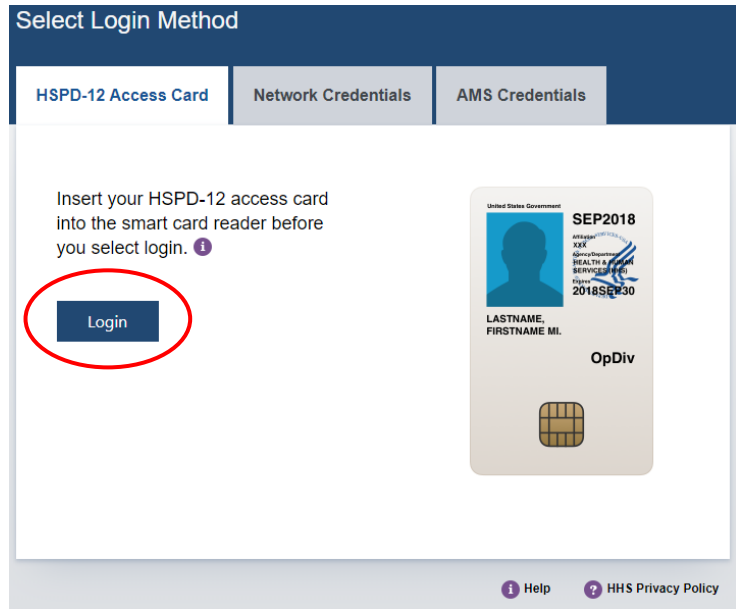 Select Login Method
HSPD-12 Access Card
Network Credentials
AMS Credentials
Insert your HSPD-12 access card
into the smart card reader before
you select login.
Login
United States Government
SEP2018
Affiliation
XXX
Agency/Department
HEALTH & HUMAN
SERVICES (HHS)
Expires
2018SEP30
LASTNAME,
FIRSTNAME MI.
OpDiv
Help
HHS Privacy Policy